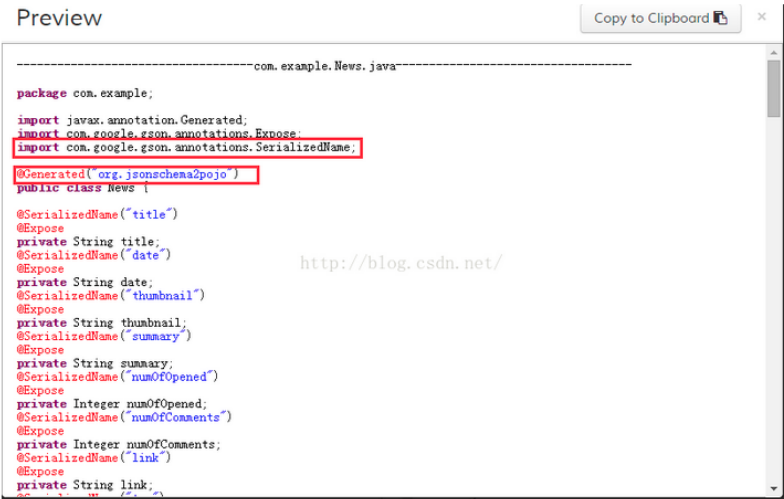 Preview
Copy to Clipboard
×
-----------------------------------com.example.News.java-----------------------------------
package com.example;
import javax.annotation.Generated;
import com.google.gson.annotations.Expose;
import com.google.gson.annotations.SerializedName;
@Generated("org.jsonschema2pojo")
public class News {
@SerializedName("title")
@Expose
private String title;
@SerializedName("date")
@Expose
private String date;
@SerializedName("thumbnail")
@Expose
private String thumbnail;
@SerializedName("summary")
@Expose
private String summary;
@SerializedName("numOfOpened")
@Expose
private Integer numOfOpened;
@SerializedName("numOfComments")
@Expose
private Integer numOfComments;
@SerializedName("link")
@Expose
private String link;
http://blog.csdn.net/